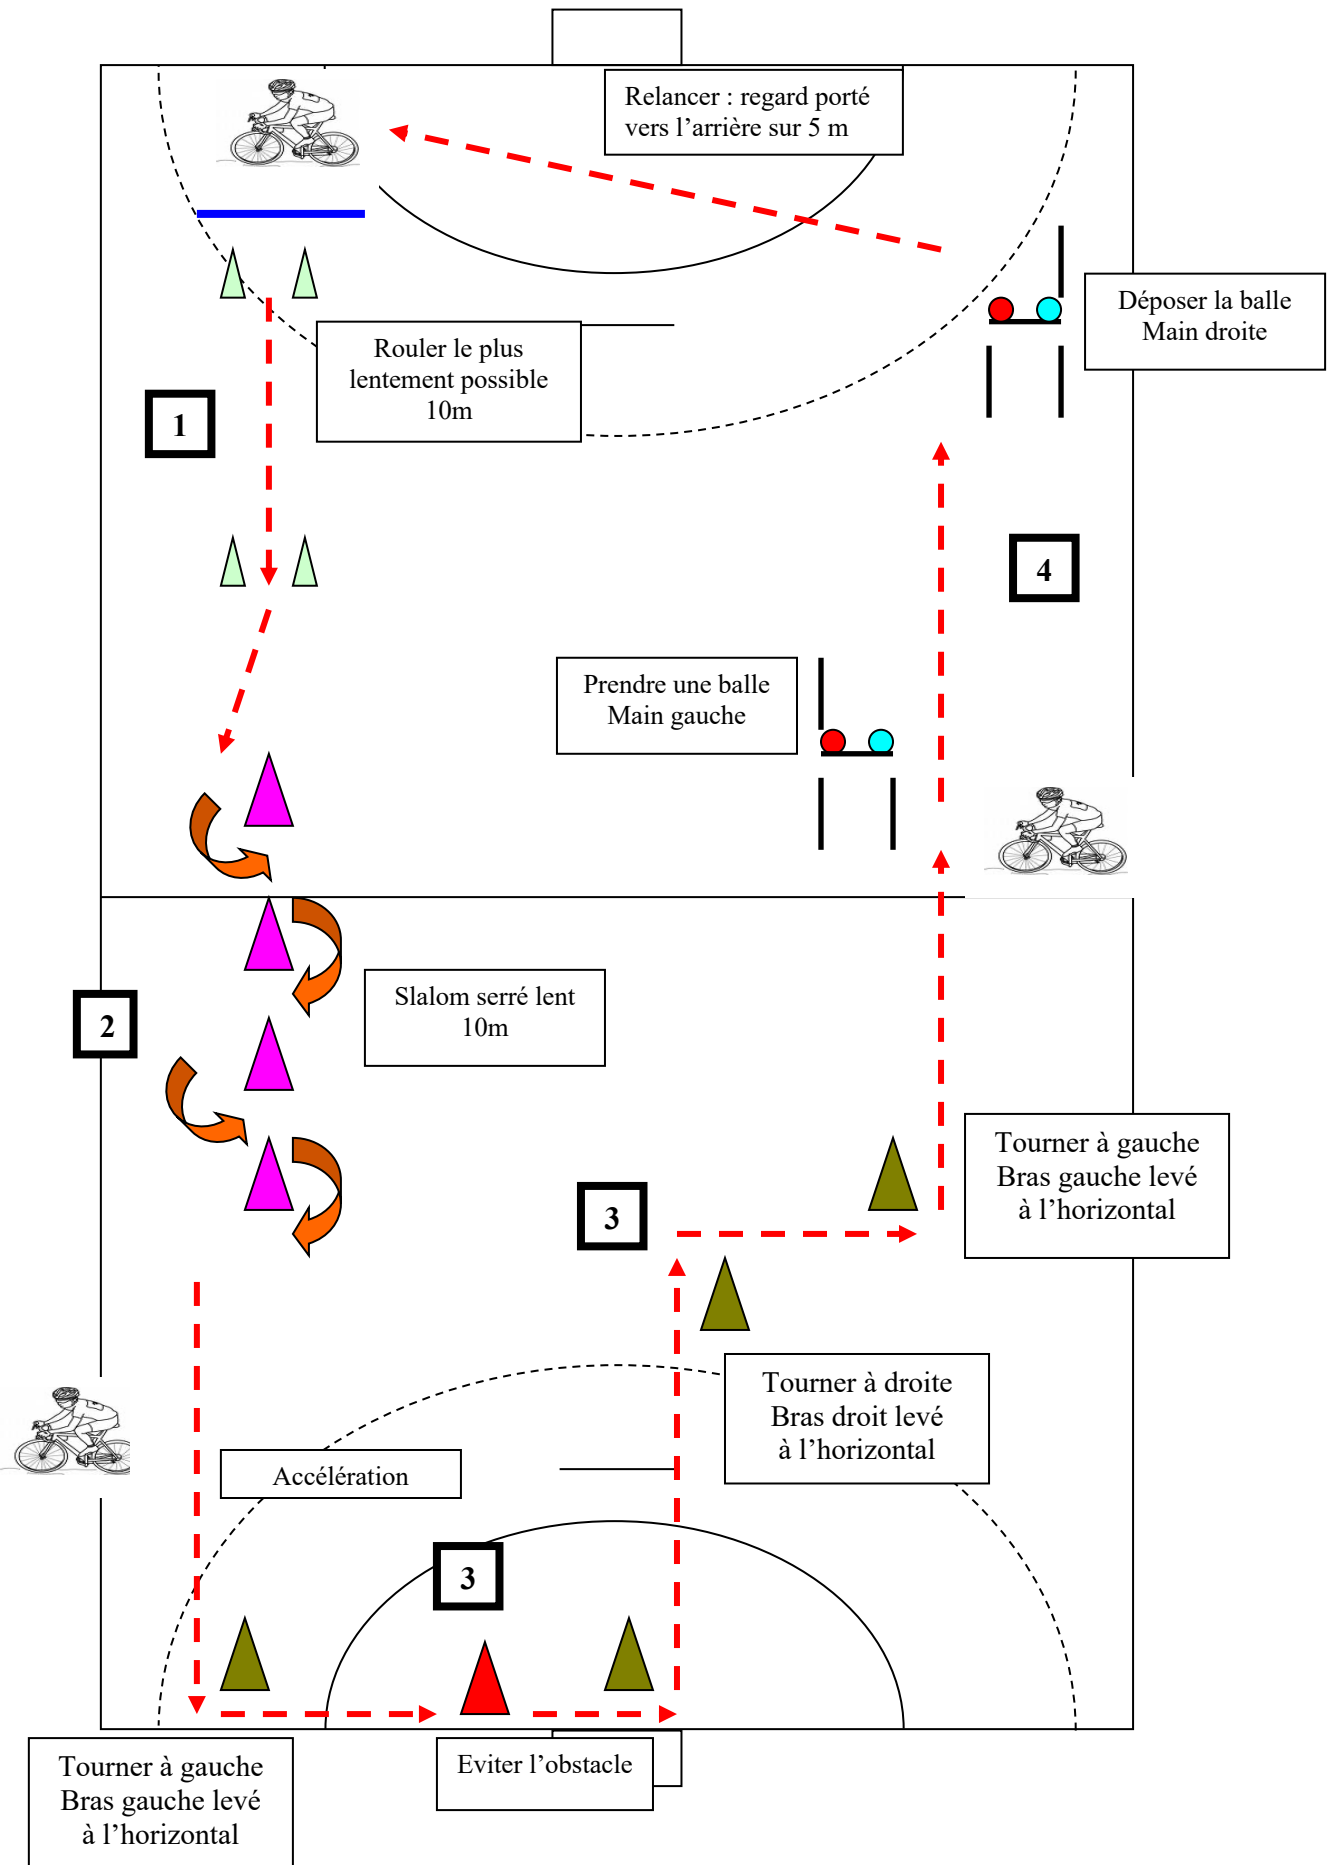 Relancer : regard porté
vers l’arrière sur 5 m
Déposer la balle
Main droite
Rouler le plus
lentement possible
10m
1
4
Prendre une balle
Main gauche
Slalom serré lent
10m
2
Tourner à gauche
Bras gauche levé
à l’horizontal
3
Tourner à droite
Bras droit levé
à l’horizontal
Accélération
3
Tourner à gauche
Bras gauche levé
à l’horizontal
Eviter l’obstacle